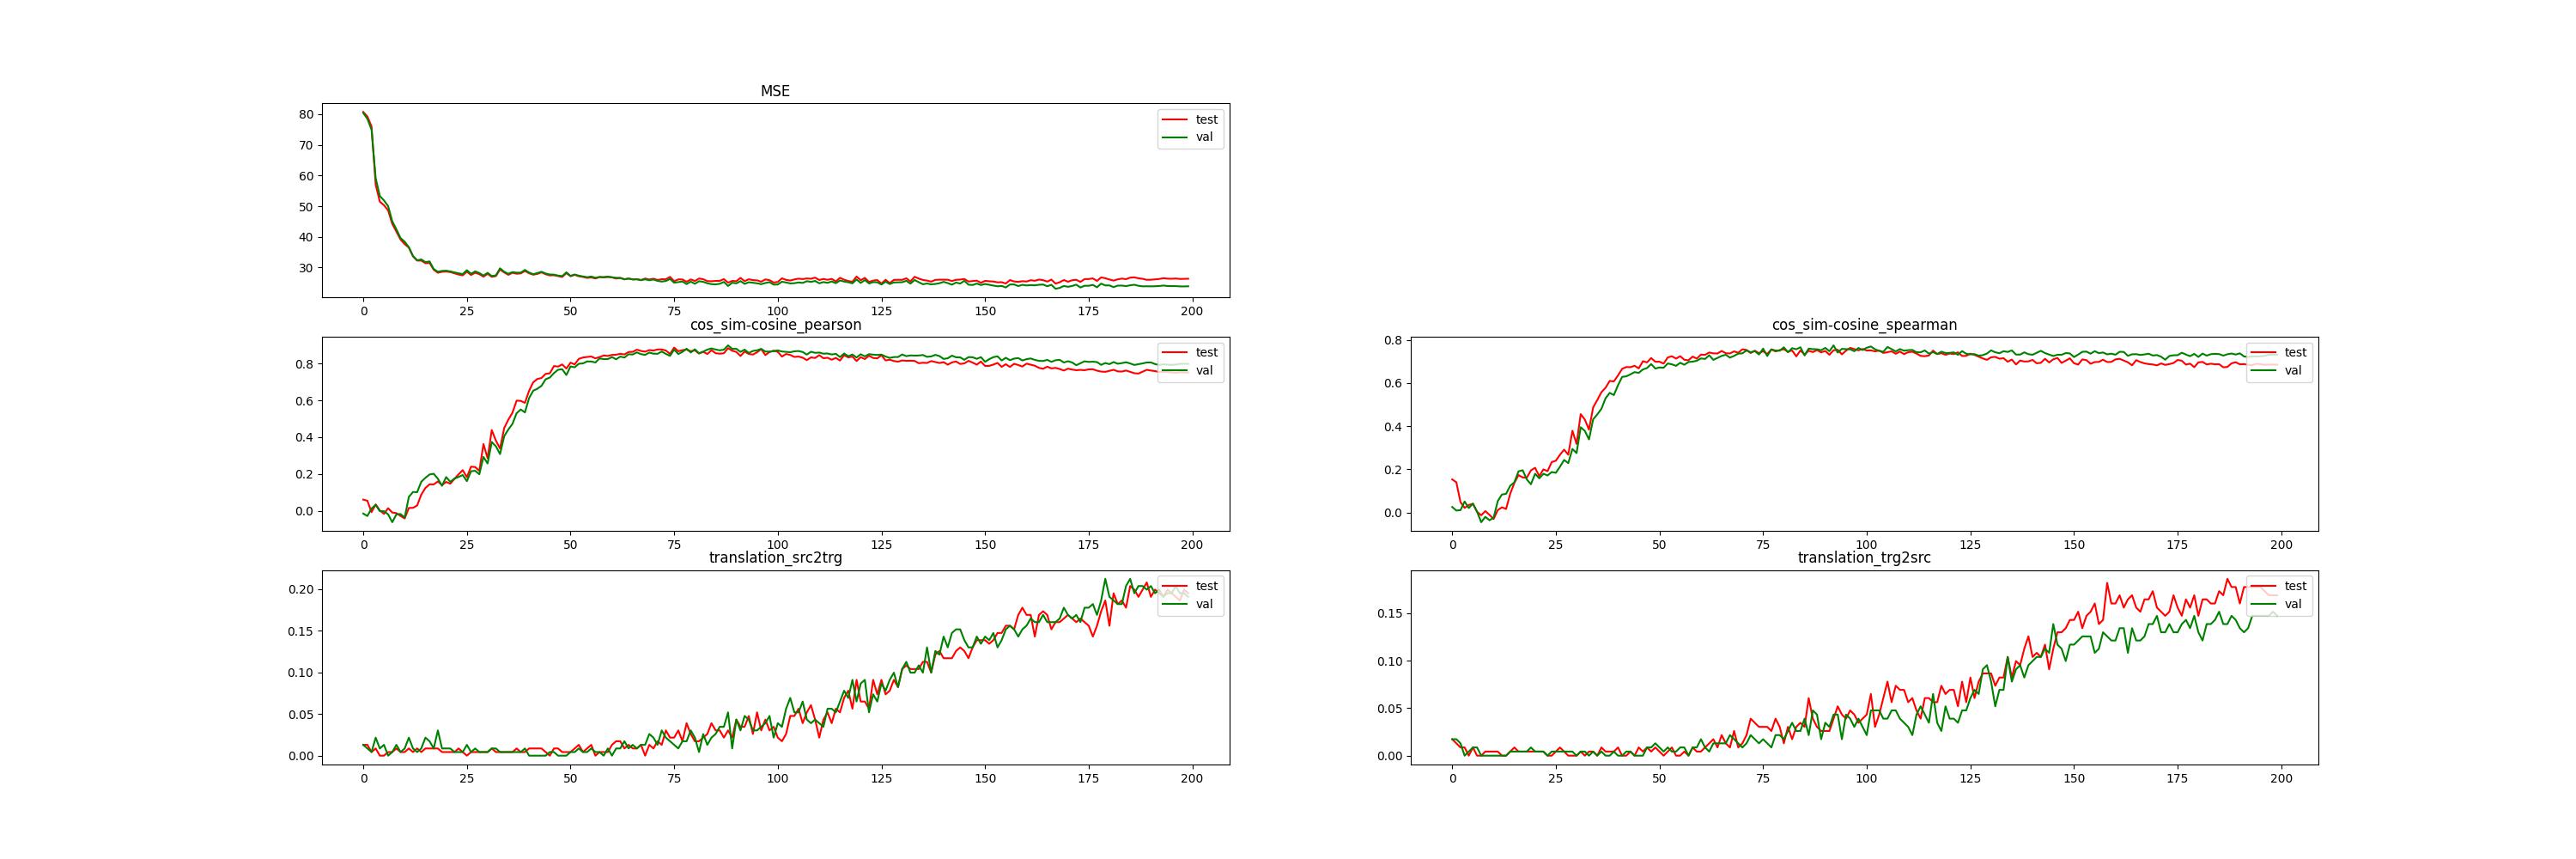 MSE
80
70
60
50
40
30
test
val
0 25 50 75 100 125 150 175 200
cos_sim-cosine_pearson
0.8
0.6
0.4
0.2
0.0
test
val
0 25 50 75 100 125 150 175 200
cos_sim-cosine_spearman
0.8
0.6
0.4
0.2
0.0
test
val
0 25 50 75 100 125 150 175 200
translation_src2trg
0.20
0.15
0.10
0.05
0.00
test
val
0 25 50 75 100 125 150 175 200
translation_trg2src
0.15
0.10
0.05
0.00
test
val
0 25 50 75 100 125 150 175 200